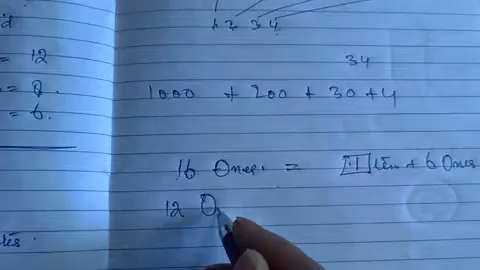 1 2 3 4
= 12
34
= 8.
1000 + 200 + 30 + 4
= 6.
16 Ones. = 1 ten + 6 Ones
12 O